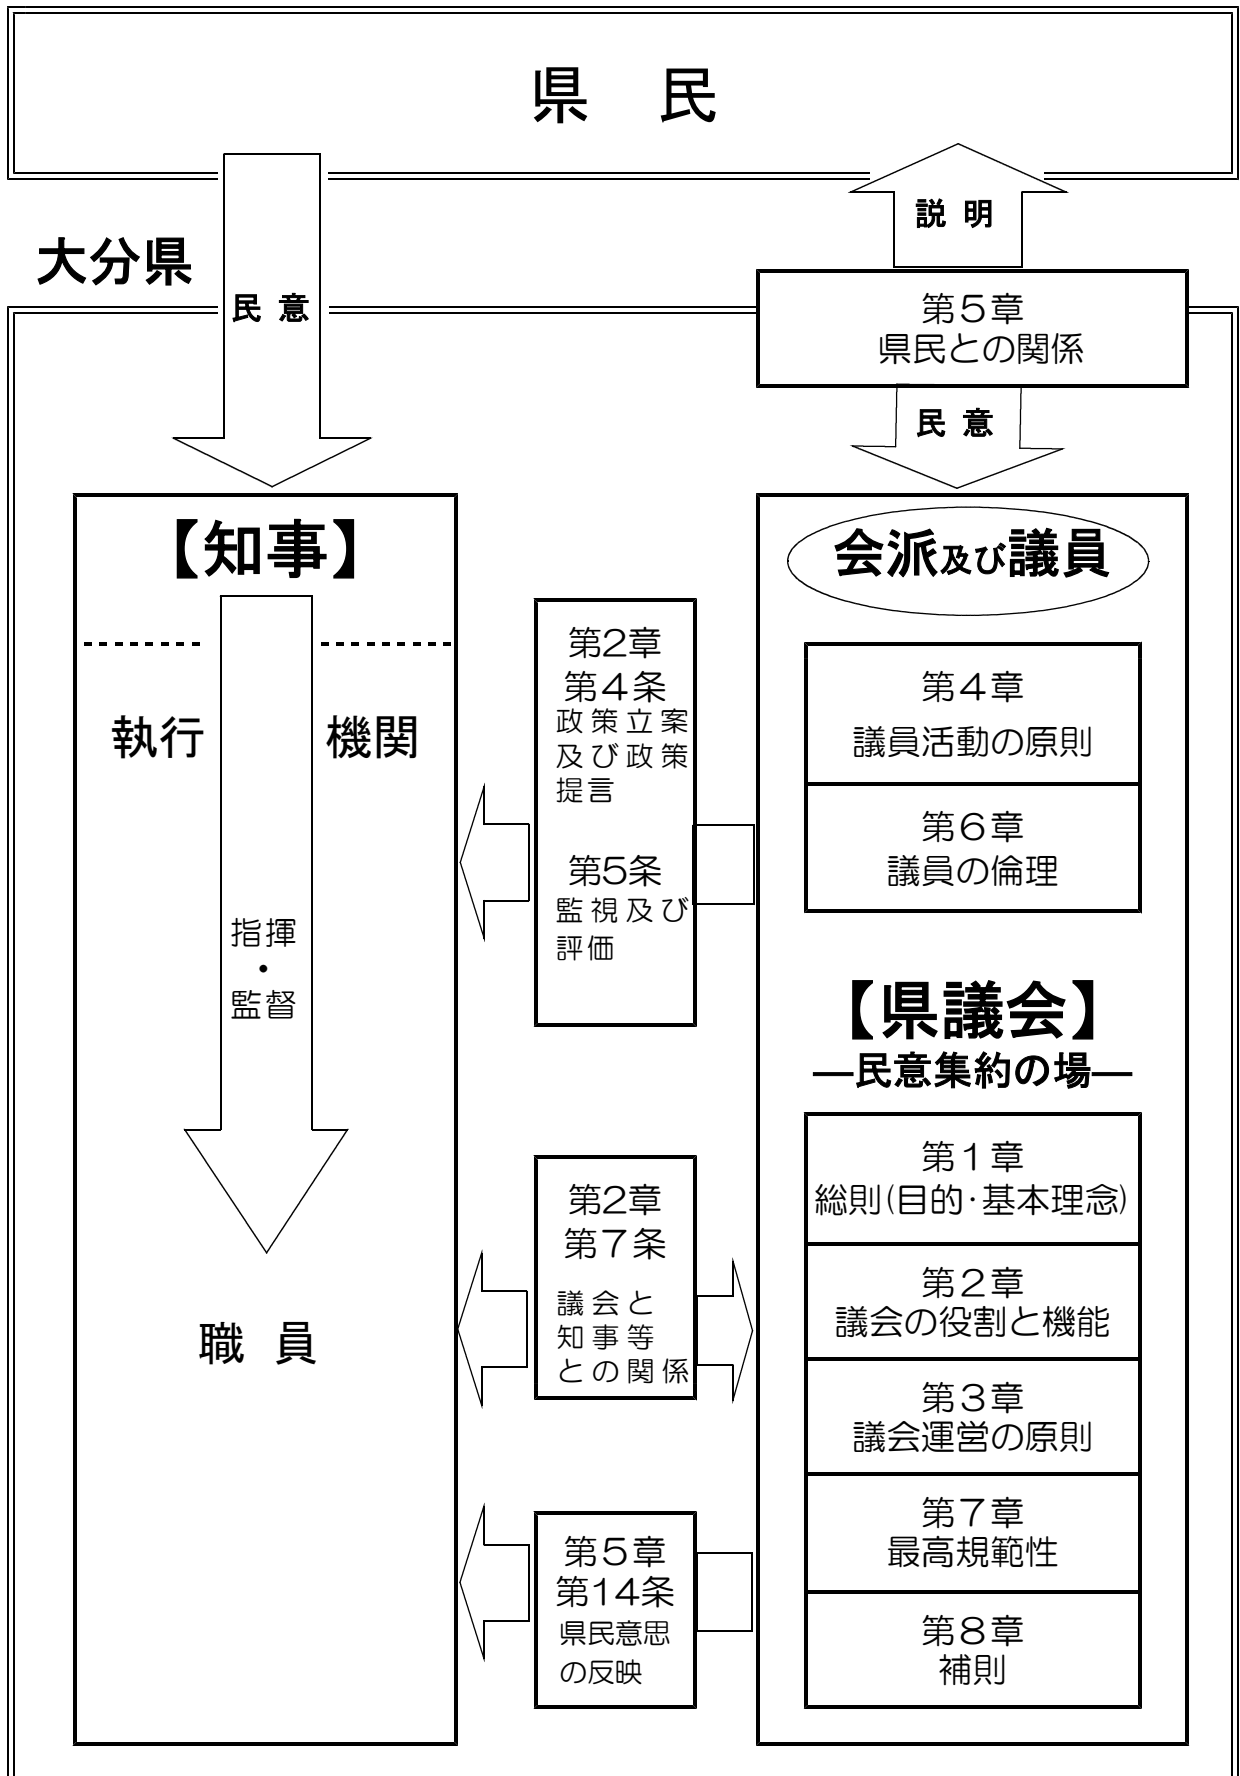 県　民
説 明
大分県
民 意
第５章
県民との関係
民 意
【知事】
執行 機関
指揮
・
監督
職 員
第2章
第４条
政策立案
及び政策
提言
第5条
監視及び
評価
第2章
第７条
議会と
知事等
との関係
第５章
第14条
県民意思
の反映
会派及び議員
第４章
議員活動の原則
第６章
議員の倫理
【県議会】
―民意集約の場―
第１章
総則(目的・基本理念)
第２章
議会の役割と機能
第３章
議会運営の原則
第７章
最高規範性
第８章
補則